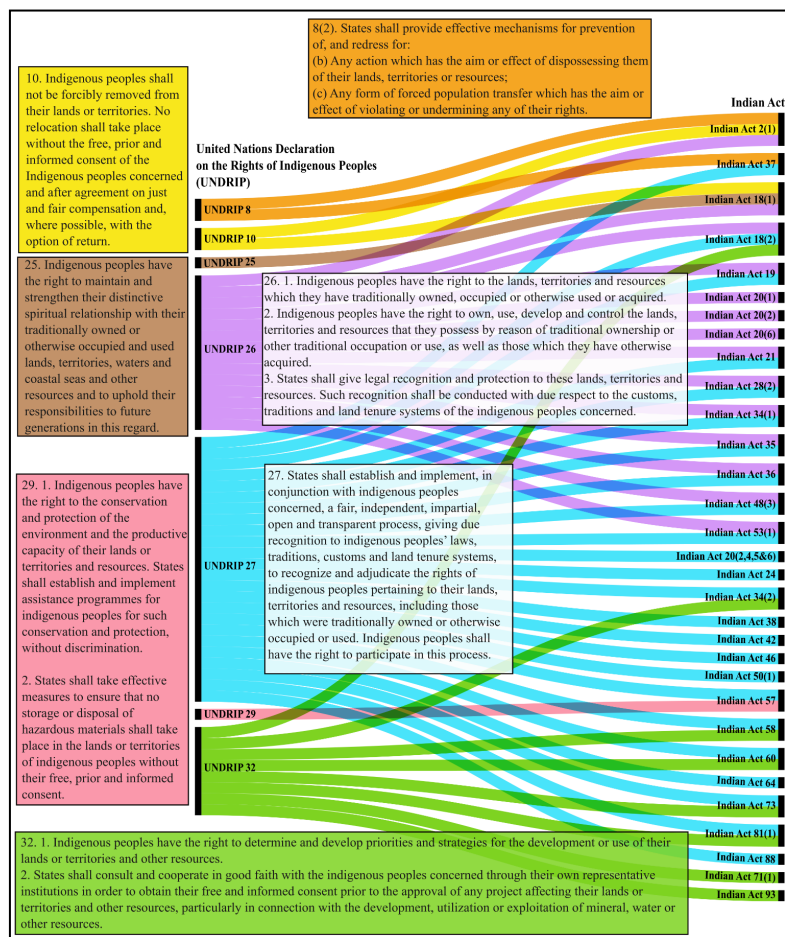 8(2). States shall provide effective mechanisms for prevention
of, and redress for:
(b) Any action which has the aim or effect of dispossessing them
of their lands, territories or resources;
(c) Any form of forced population transfer which has the aim or
effect of violating or undermining any of their rights.
10. Indigenous peoples shall
not be forcibly removed from
their lands or territories. No
relocation shall take place
without the free, prior and
informed consent of the
Indigenous peoples concerned
and after agreement on just
and fair compensation and,
where possible, with the
option of return.
25. Indigenous peoples have
the right to maintain and
strengthen their distinctive
spiritual relationship with their
traditionally owned or
otherwise occupied and used
lands, territories, waters and
coastal seas and other
resources and to uphold their
responsibilities to future
generations in this regard.
29. 1. Indigenous peoples have
the right to the conservation
and protection of the
environment and the productive
capacity of their lands or
territories and resources. States
shall establish and implement
assistance programmes for
indigenous peoples for such
conservation and protection,
without discrimination.
2. States shall take effective
measures to ensure that no
storage or disposal of
hazardous materials shall take
place in the lands or territories
of indigenous peoples without
their free, prior and informed
consent.
United Nations Declaration
on the Rights of Indigenous Peoples
(UNDRIP)
UNDRIP 8
UNDRIP 10
UNDRIP 25
UNDRIP 26
UNDRIP 27
UNDRIP 29
UNDRIP 32
26. 1. Indigenous peoples have the right to the lands, territories and resources
which they have traditionally owned, occupied or otherwise used or acquired.
2. Indigenous peoples have the right to own, use, develop and control the lands,
territories and resources that they possess by reason of traditional ownership or
other traditional occupation or use, as well as those which they have otherwise
acquired.
3. States shall give legal recognition and protection to these lands, territories and
resources. Such recognition shall be conducted with due respect to the customs,
traditions and land tenure systems of the indigenous peoples concerned.
27. States shall establish and implement, in
conjunction with indigenous peoples
concerned, a fair, independent, impartial,
open and transparent process, giving due
recognition to indigenous peoples' laws,
traditions, customs and land tenure systems,
to recognize and adjudicate the rights of
indigenous peoples pertaining to their lands,
territories and resources, including those
which were traditionally owned or otherwise
occupied or used. Indigenous peoples shall
have the right to participate in this process.
Indian Act
Indian Act 2(1)
Indian Act 37
Indian Act 18(1)
Indian Act 18(2)
Indian Act 19
Indian Act 20(1)
Indian Act 20(2)
Indian Act 20(6)
Indian Act 21
Indian Act 28(2)
Indian Act 34(1)
Indian Act 35
Indian Act 36
Indian Act 48(3)
Indian Act 53(1)
Indian Act 20(2,4,5&6)
Indian Act 24
Indian Act 34(2)
Indian Act 38
Indian Act 42
Indian Act 46
Indian Act 50(1)
Indian Act 57
Indian Act 58
Indian Act 60
Indian Act 64
Indian Act 73
Indian Act 81(1)
Indian Act 88
Indian Act 71(1)
Indian Act 93
32. 1. Indigenous peoples have the right to determine and develop priorities and strategies for the development or use of their
lands or territories and other resources.
2. States shall consult and cooperate in good faith with the indigenous peoples concerned through their own representative
institutions in order to obtain their free and informed consent prior to the approval of any project affecting their lands or
territories and other resources, particularly in connection with the development, utilization or exploitation of mineral, water or
other resources.